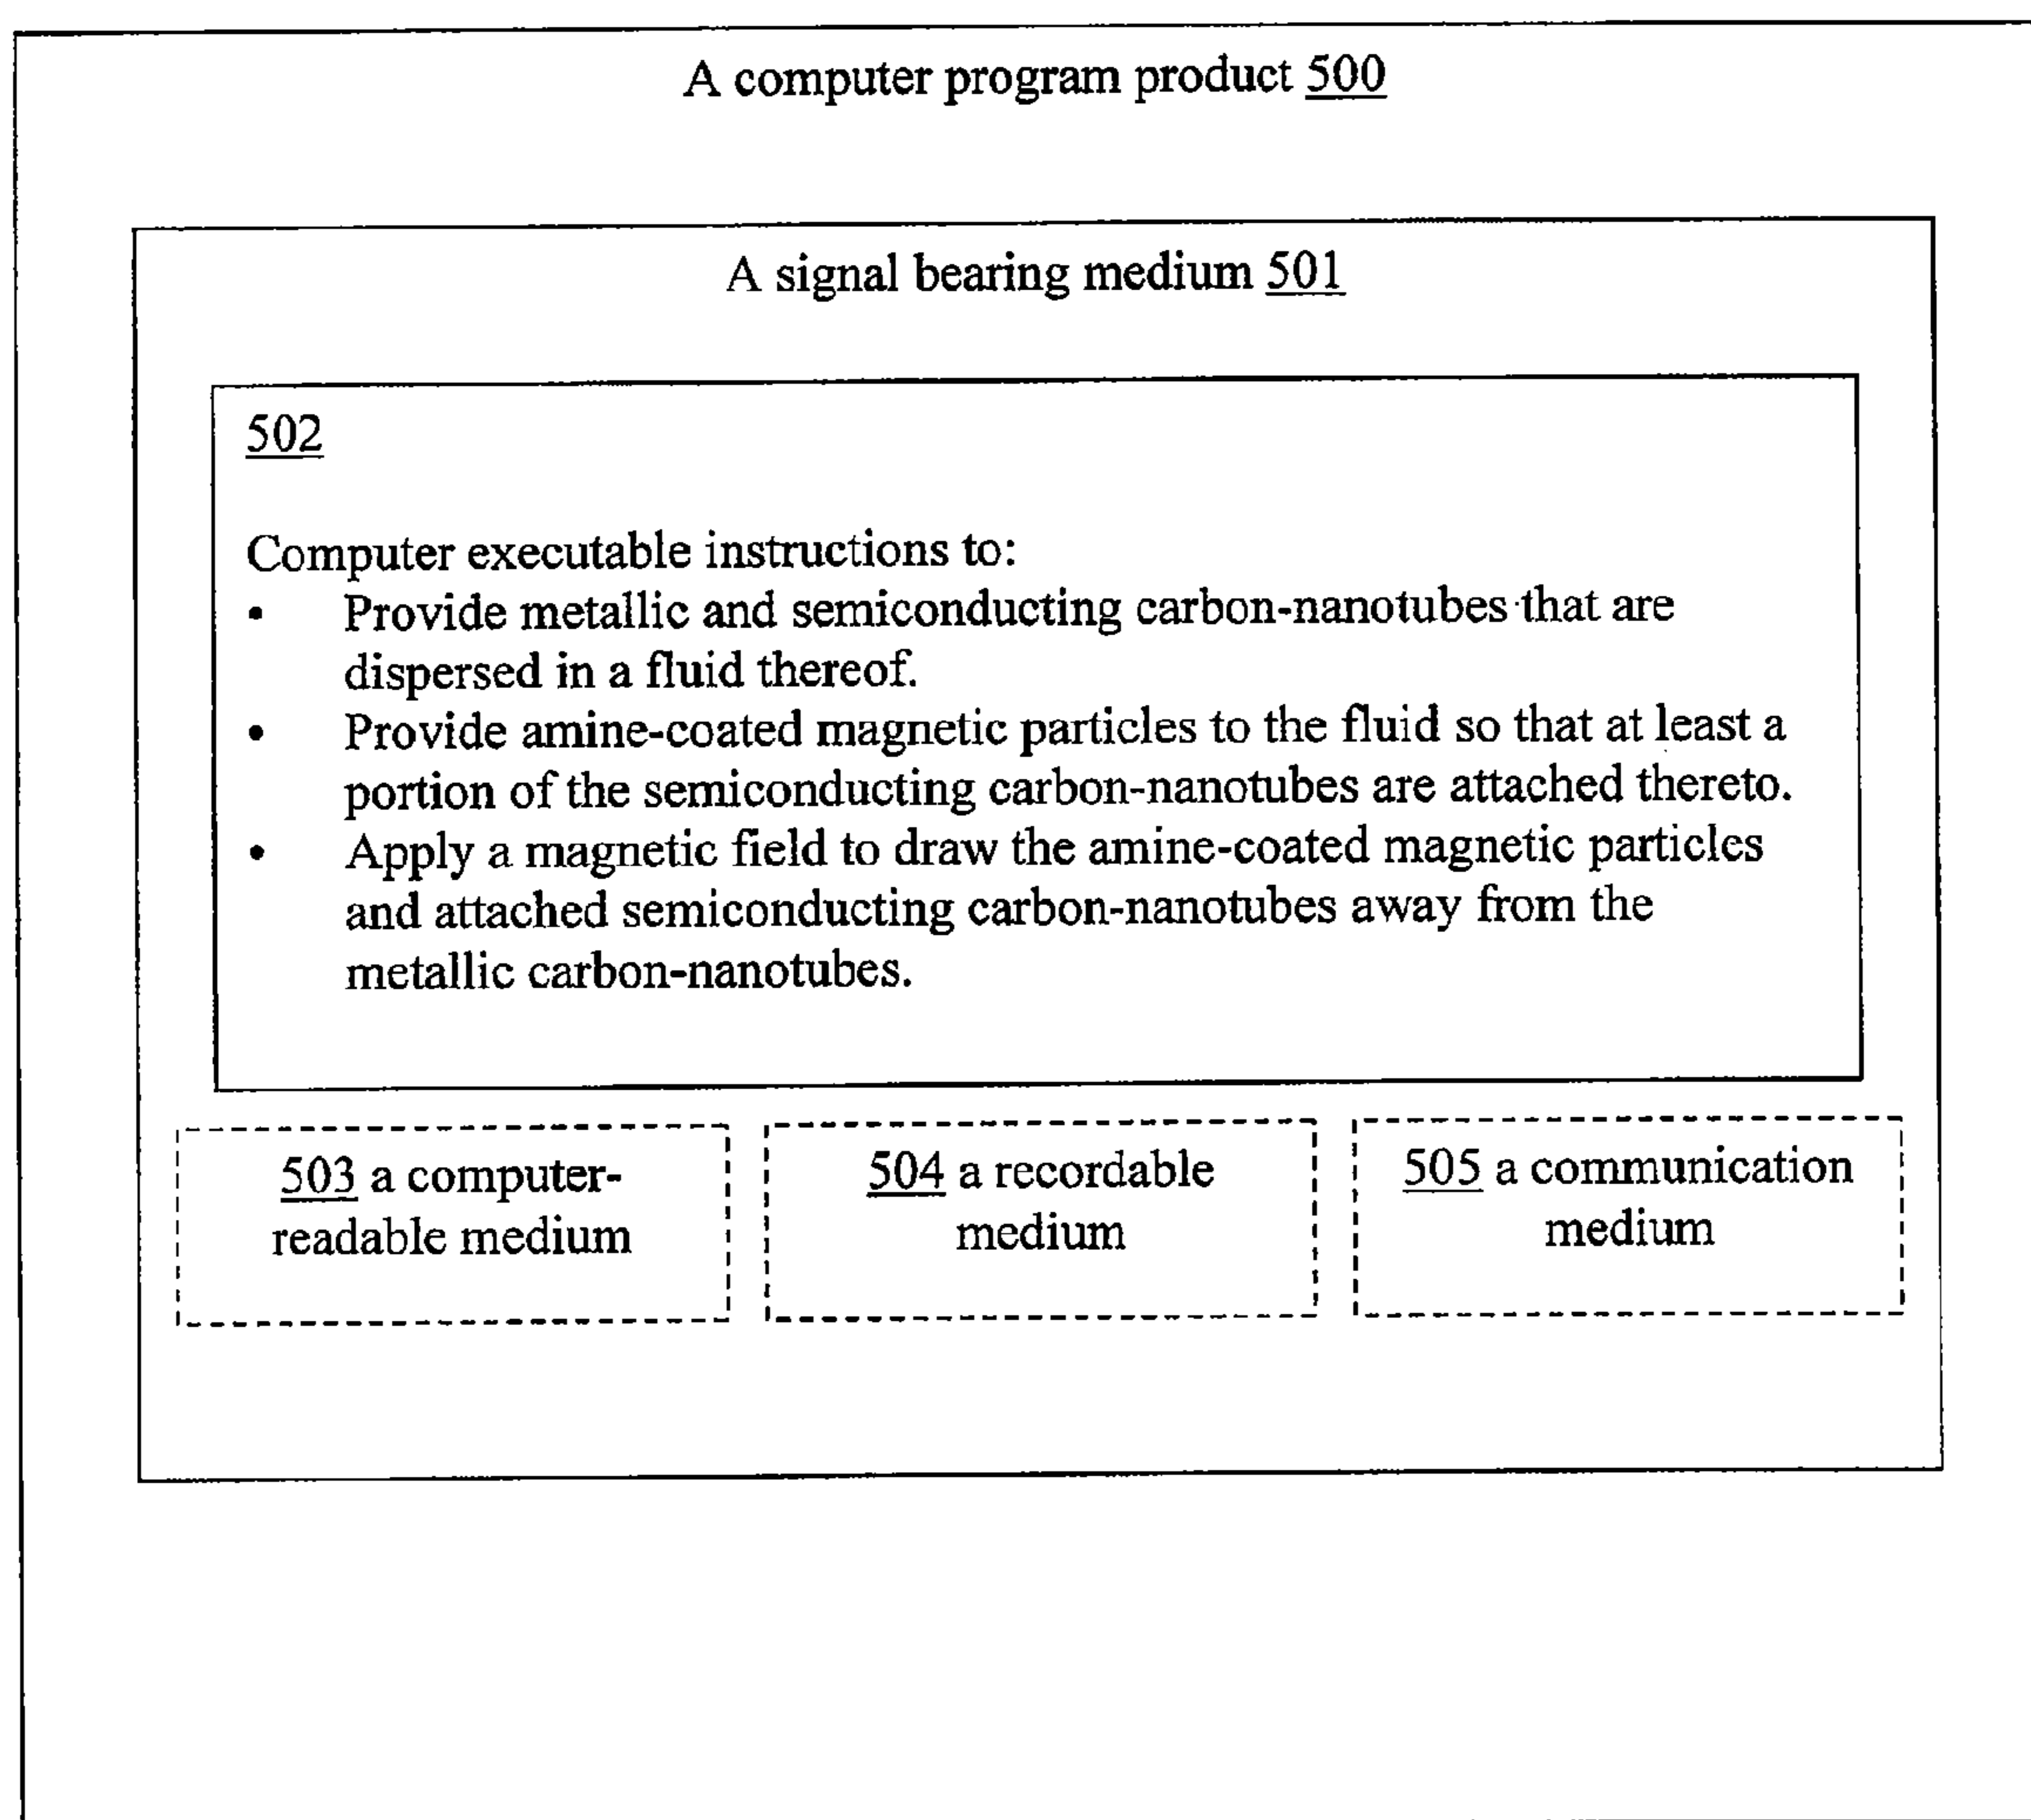 A computer program product 500
A signal bearing medium 501
502
Computer executable instructions to:
• Provide metallic and semiconducting carbon-nanotubes that are
dispersed in a fluid thereof.
• Provide amine-coated magnetic particles to the fluid so that at least a
portion of the semiconducting carbon-nanotubes are attached thereto.
• Apply a magnetic field to draw the amine-coated magnetic particles
and attached semiconducting carbon-nanotubes away from the
metallic carbon-nanotubes.
503 a computer-
readable medium
504 a recordable
medium
505 a communication
medium